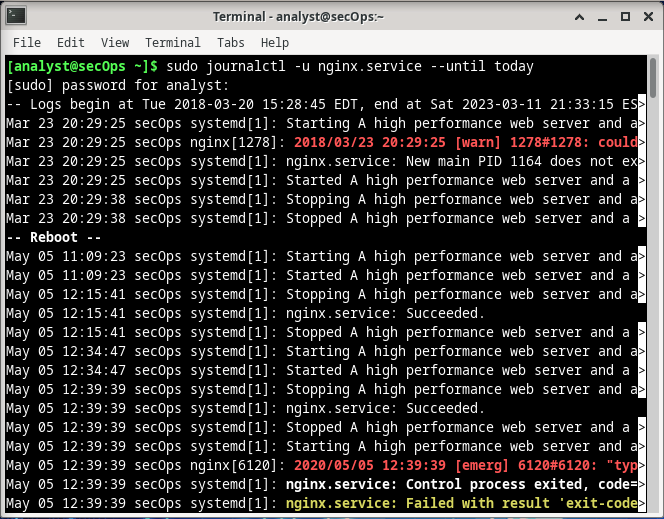 Terminal - analyst@secOps:~
File Edit View Terminal Tabs Help
[analyst@secOps ~]$ sudo journalctl -u nginx.service --until today
[sudo] password for analyst:
-- Logs begin at Tue 2018-03-20 15:28:45 EDT, end at Sat 2023-03-11 21:33:15 ES>
Mar 23 20:29:25 secOps systemd[1]: Starting A high performance web server and a>
Mar 23 20:29:25 secOps nginx[1278]: 2018/03/23 20:29:25 [warn] 1278#1278: could>
Mar 23 20:29:25 secOps systemd[1]: nginx.service: New main PID 1164 does not ex>
Mar 23 20:29:25 secOps systemd[1]: Started A high performance web server and a >
Mar 23 20:29:38 secOps systemd[1]: Stopping A high performance web server and a>
Mar 23 20:29:38 secOps systemd[1]: Stopped A high performance web server and a >
-- Reboot --
May 05 11:09:23 secOps systemd[1]: Starting A high performance web server and a>
May 05 11:09:23 secOps systemd[1]: Started A high performance web server and a >
May 05 12:15:41 secOps systemd[1]: Stopping A high performance web server and a>
May 05 12:15:41 secOps systemd[1]: nginx.service: Succeeded.
May 05 12:15:41 secOps systemd[1]: Stopped A high performance web server and a >
May 05 12:34:47 secOps systemd[1]: Starting A high performance web server and a>
May 05 12:34:47 secOps systemd[1]: Started A high performance web server and a >
May 05 12:39:39 secOps systemd[1]: Stopping A high performance web server and a>
May 05 12:39:39 secOps systemd[1]: nginx.service: Succeeded.
May 05 12:39:39 secOps systemd[1]: Stopped A high performance web server and a >
May 05 12:39:39 secOps systemd[1]: Starting A high performance web server and a>
May 05 12:39:39 secOps nginx[6120]: 2020/05/05 12:39:39 [emerg] 6120#6120: "typ>
May 05 12:39:39 secOps systemd[1]: nginx.service: Control process exited, code=>
May 05 12:39:39 secOps systemd[1]: nginx.service: Failed with result 'exit-code>